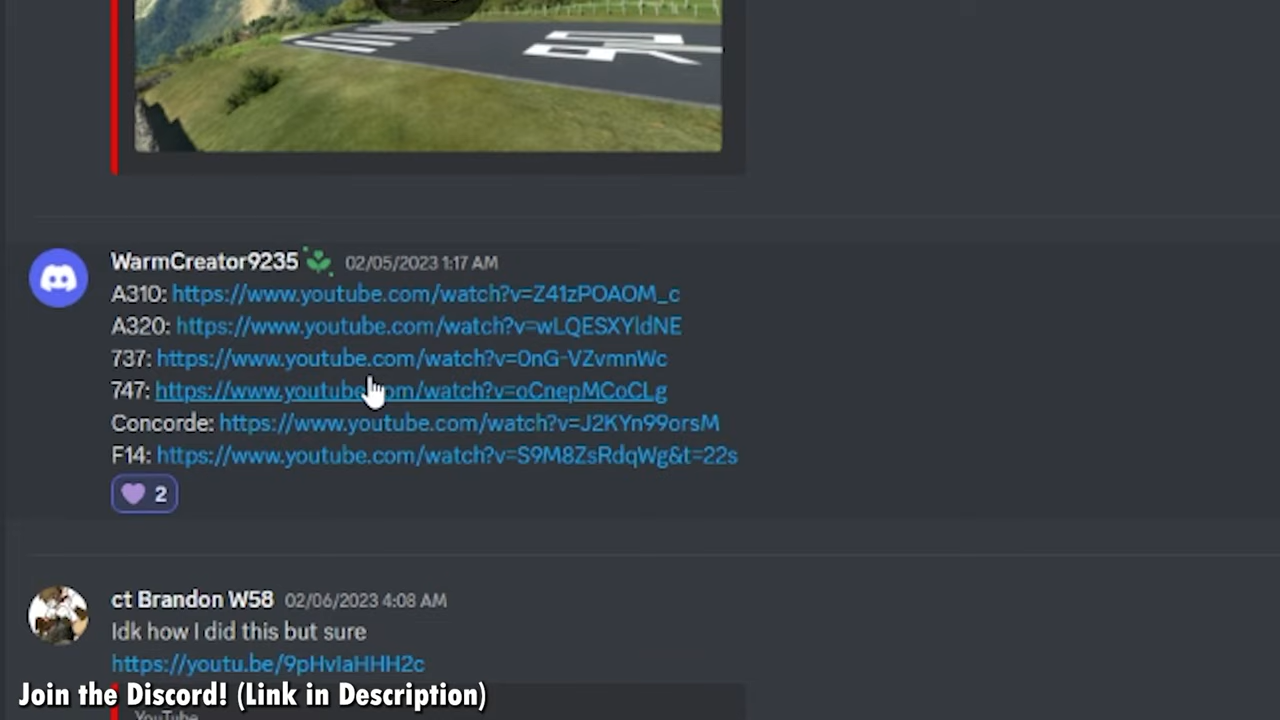 09
WarmCreator9235 02/05/2023 1:17 AM
A310: https://www.youtube.com/watch?v=Z41zPOAOM_c
A320: https://www.youtube.com/watch?v=wLQESXYldNE
737: https://www.youtube.com/watch?v=0nG-VZvmnWc
747: https://www.youtube.com/watch?v=oCnepMCoCLg
Concorde: https://www.youtube.com/watch?v=J2KYn99orsM
F14: https://www.youtube.com/watch?v=S9M8ZsRdqWg&t=22s
2
ct Brandon W58 02/06/2023 4:08 AM
Idk how I did this but sure
https://youtu.be/9pHvIaHHH2c
Join the Discord! (Link in Description)
YouTube